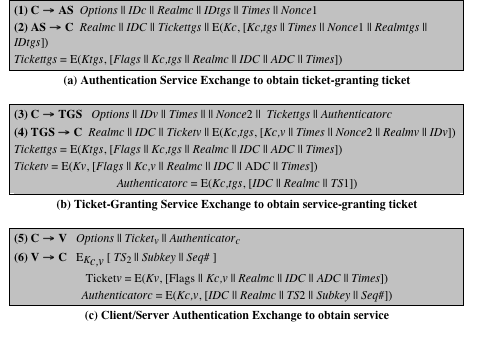 (1) C → AS Options || IDc || Realmc || IDtgs || Times || Nonce1
(2) AS → C Realmc || IDC || Tickettgs || E(Kc, [Kc,tgs || Times || Nonce1 || Realmtgs ||
IDtgs])
Tickettgs = E(Ktgs, [Flags || Kc,tgs || Realmc || IDC || ADC || Times])
(a) Authentication Service Exchange to obtain ticket-granting ticket
(3) C → TGS Options || IDv || Times || || Nonce2 || Tickettgs || Authenticatorc
(4) TGS → C Realmc || IDC || Ticketv || E(Kc,tgs, [Kc,v || Times || Nonce2 || Realmv || IDv])
Tickettgs = E(Ktgs, [Flags || Kc,tgs || Realmc || IDC || ADC || Times])
Ticketv = E(Kv, [Flags || Kc,v || Realmc || IDC || ADC || Times])
Authenticatorc = E(Kc,tgs, [IDC || Realmc || TS1])
(b) Ticket-Granting Service Exchange to obtain service-granting ticket
(5) C → V Options || Ticketv || Authenticatorc
(6) V → C EKC,V [ TS2 || Subkey || Seq# ]
Ticketv = E(Kv, [Flags || Kc,v || Realmc || IDC || ADC || Times])
Authenticatorc = E(Kc,v, [IDC || Realmc || TS2 || Subkey || Seq#])
(c) Client/Server Authentication Exchange to obtain service